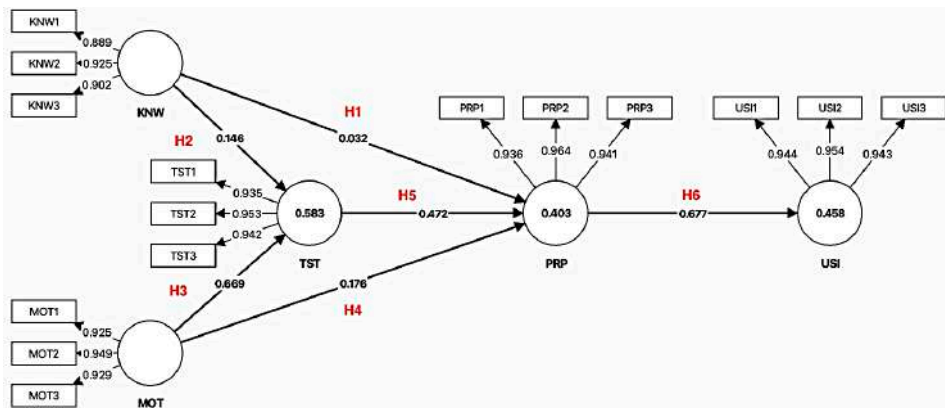 KNW1
0.889
KNW2
0.925
KNW3
0.902
KNW
H1
0.032
H2
0.146
PRP1
PRP2
PRP3
0.936
0.964
0.941
USI1
USI2
USI3
0.944
0.954
0.943
TST1
0.935
TST2
0.953
TST3
0.942
0.583
TST
H5
0.472
0.403
PRP
H6
0.677
0.458
USI
H3
0.669
0.176
H4
MOT1
0.925
MOT2
0.949
MOT3
0.929
MOT